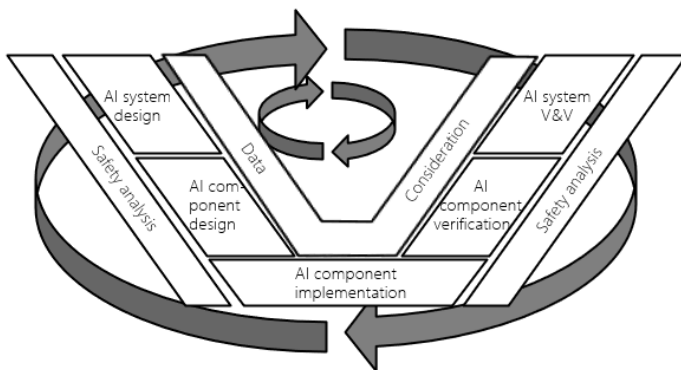 AI system
design
AI system
V&V
Safety analysis
Data
Consideration
Safety analysis
AI com-
ponent
design
AI
component
verification
AI component
implementation